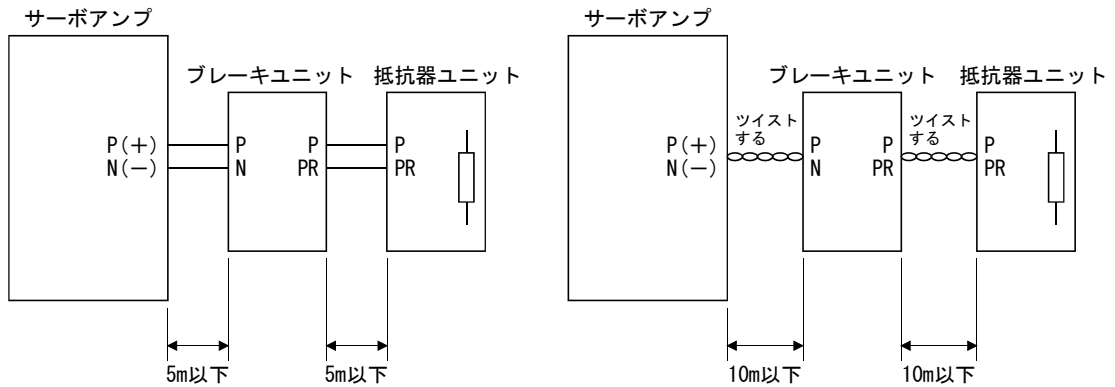 サーボアンプ
ブレーキユニット
抵抗器ユニット
P(+)
N(-)
P
N
P
PR
P
PR
5m以下
5m以下
サーボアンプ
ブレーキユニット
抵抗器ユニット
P(+)
N(-)
ツイスト
する
P
N
P
PR
ツイスト
する
P
PR
10m以下
10m以下